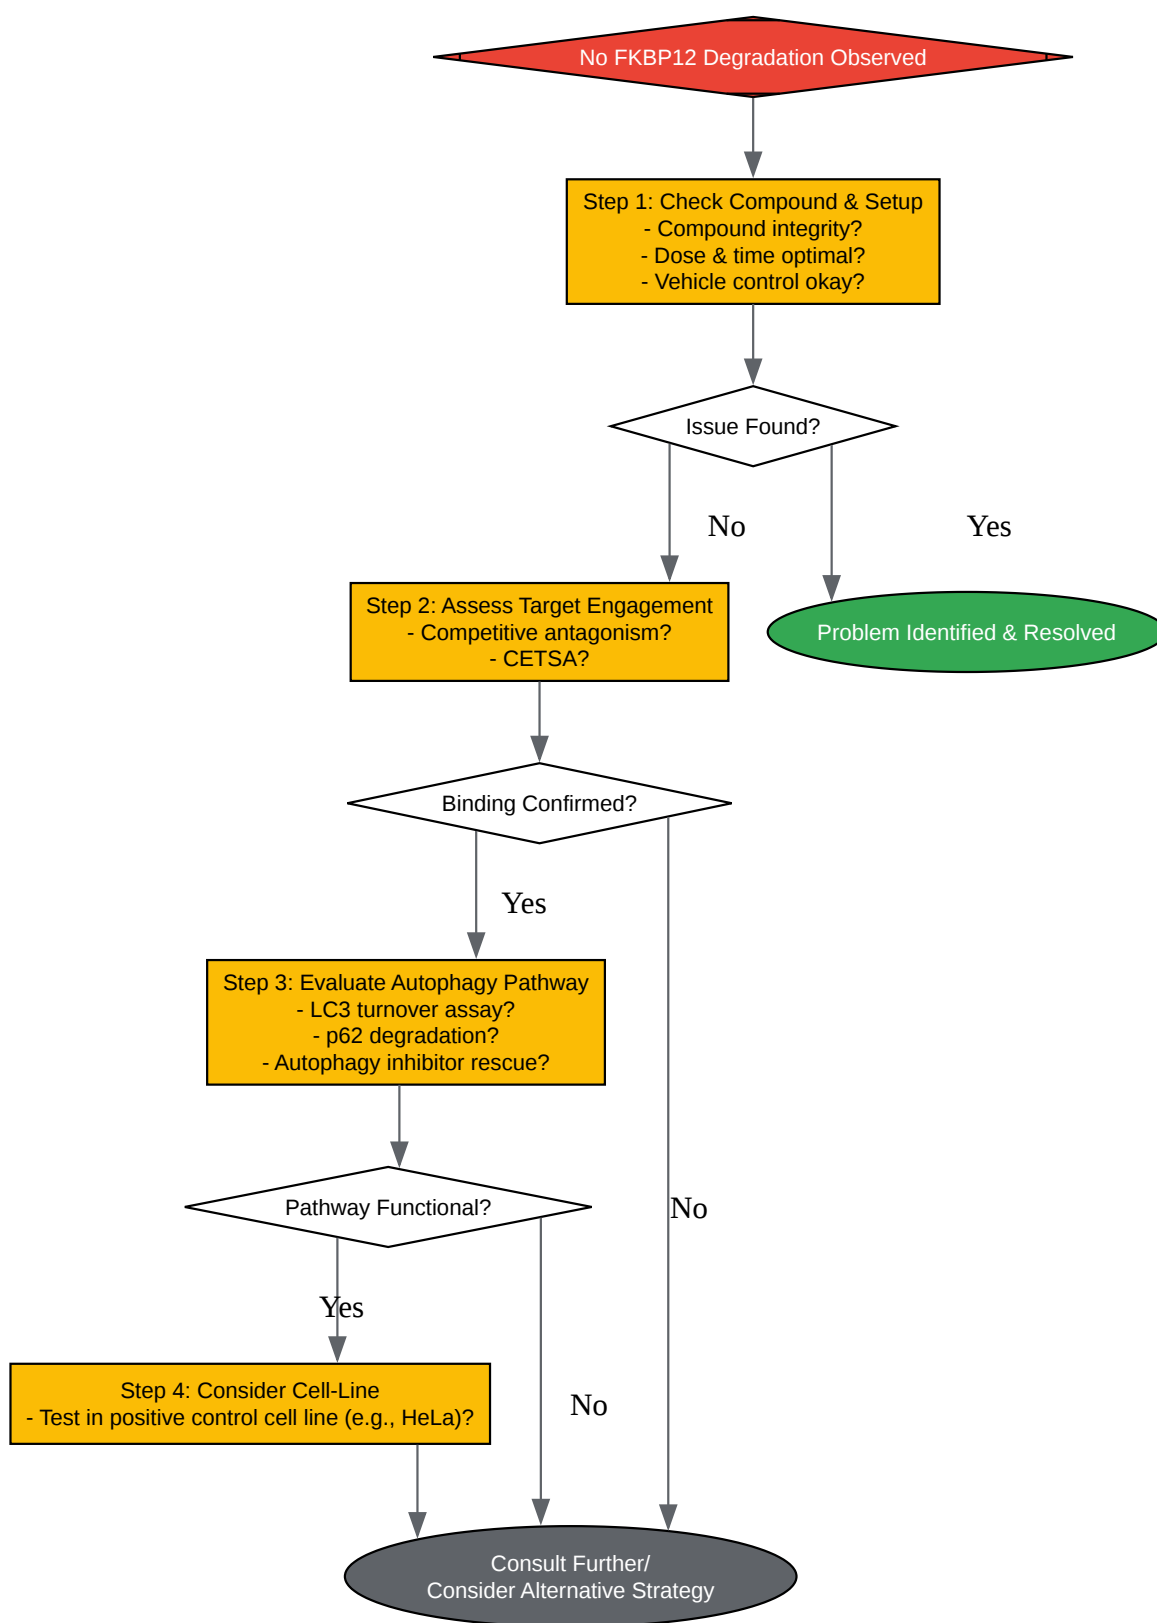 No FKBP12 Degradation Observed
Step 1: Check Compound & Setup
- Compound integrity?
- Dose & time optimal?
- Vehicle control okay?
Issue Found?
No
Yes
Step 2: Assess Target Engagement
- Competitive antagonism?
- CETSA?
Problem Identified & Resolved
Binding Confirmed?
Yes
Step 3: Evaluate Autophagy Pathway
- LC3 turnover assay?
- p62 degradation?
- Autophagy inhibitor rescue?
Pathway Functional?
No
Yes
Step 4: Consider Cell-Line
- Test in positive control cell line (e.g., HeLa)?
No
Consult Further/
Consider Alternative Strategy